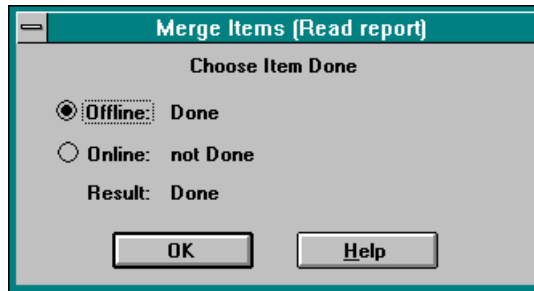 Merge Items (Read report)
Choose Item Done
Offline: Done
Online: not Done
Result: Done
OK Help